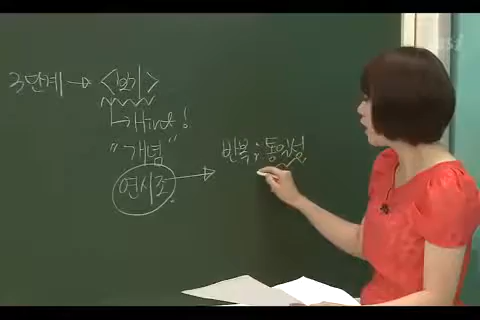 3단계 → <보기>
↳ Hint!
"개념"
연시조 → 반복; 통일성